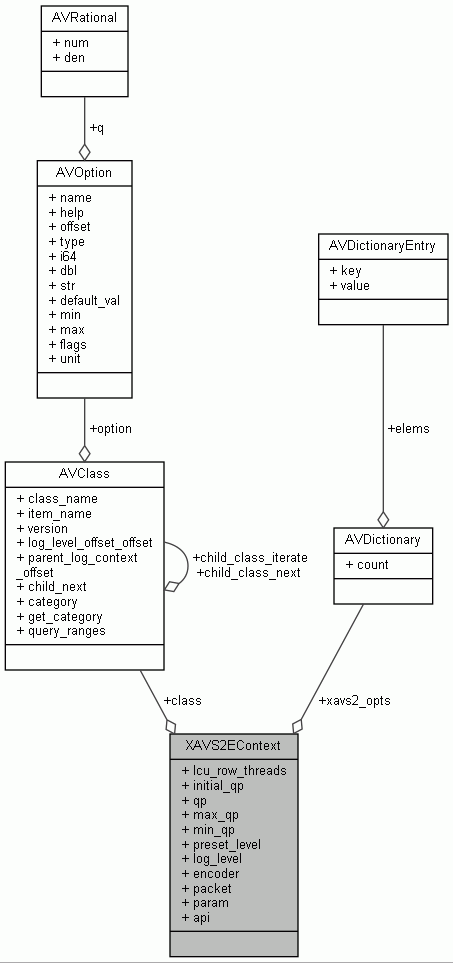 AVRational
+ num
+ den
+q
AVOption
+ name
+ help
+ offset
+ type
+ i64
+ dbl
+ str
+ default_val
+ min
+ max
+ flags
+ unit
AVDictionaryEntry
+ key
+ value
+option
+elems
AVClass
+ class_name
+ item_name
+ version
+ log_level_offset_offset
+ parent_log_context
_offset
+ child_next
+ category
+ get_category
+ query_ranges
+child_class_iterate
+child_class_next
AVDictionary
+ count
+class
+xavs2_opts
XAVS2EContext
+ lcu_row_threads
+ initial_qp
+ qp
+ max_qp
+ min_qp
+ preset_level
+ log_level
+ encoder
+ packet
+ param
+ api